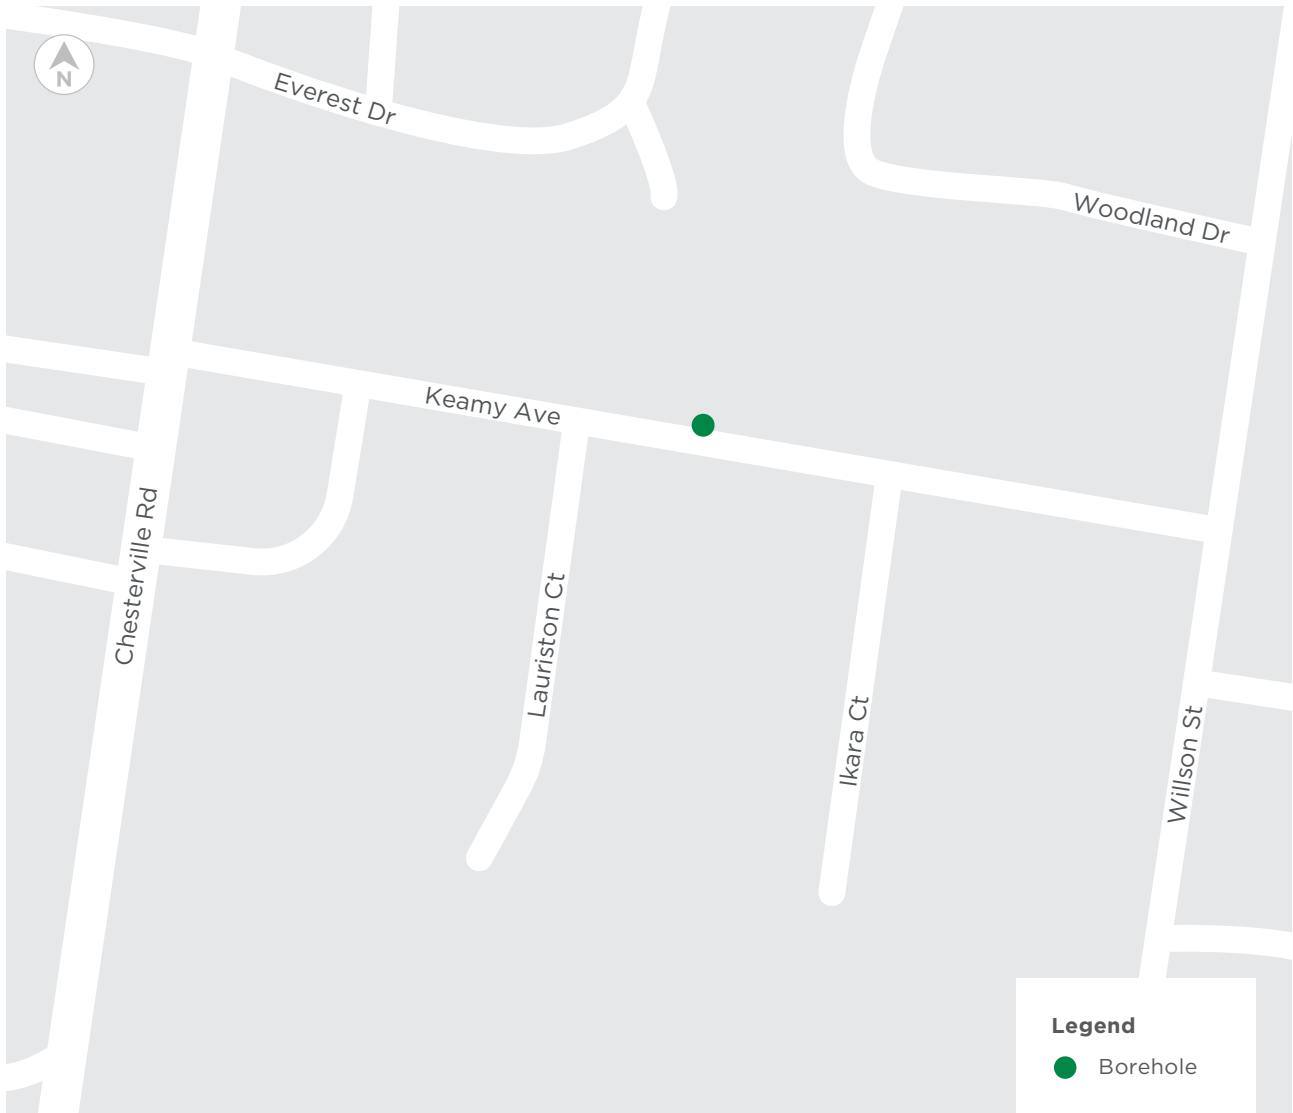 N
Everest Dr
Woodland Dr
Keamy Ave
Chesterville Rd
Lauriston Ct
Ikara Ct
Willson St
Legend
Borehole